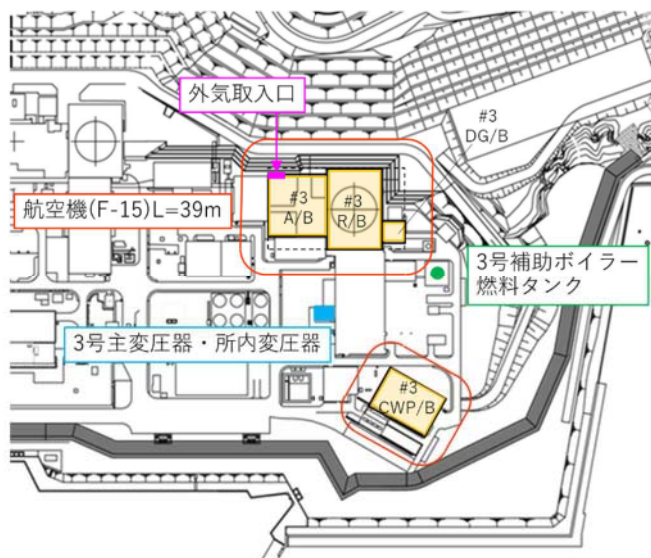 外気取入口
#3
DG/B
航空機(F-15)L=39m
#3
A/B
#3
R/B
3号補助ボイラー
燃料タンク
3号主変圧器・所内変圧器
#3
CWP/B